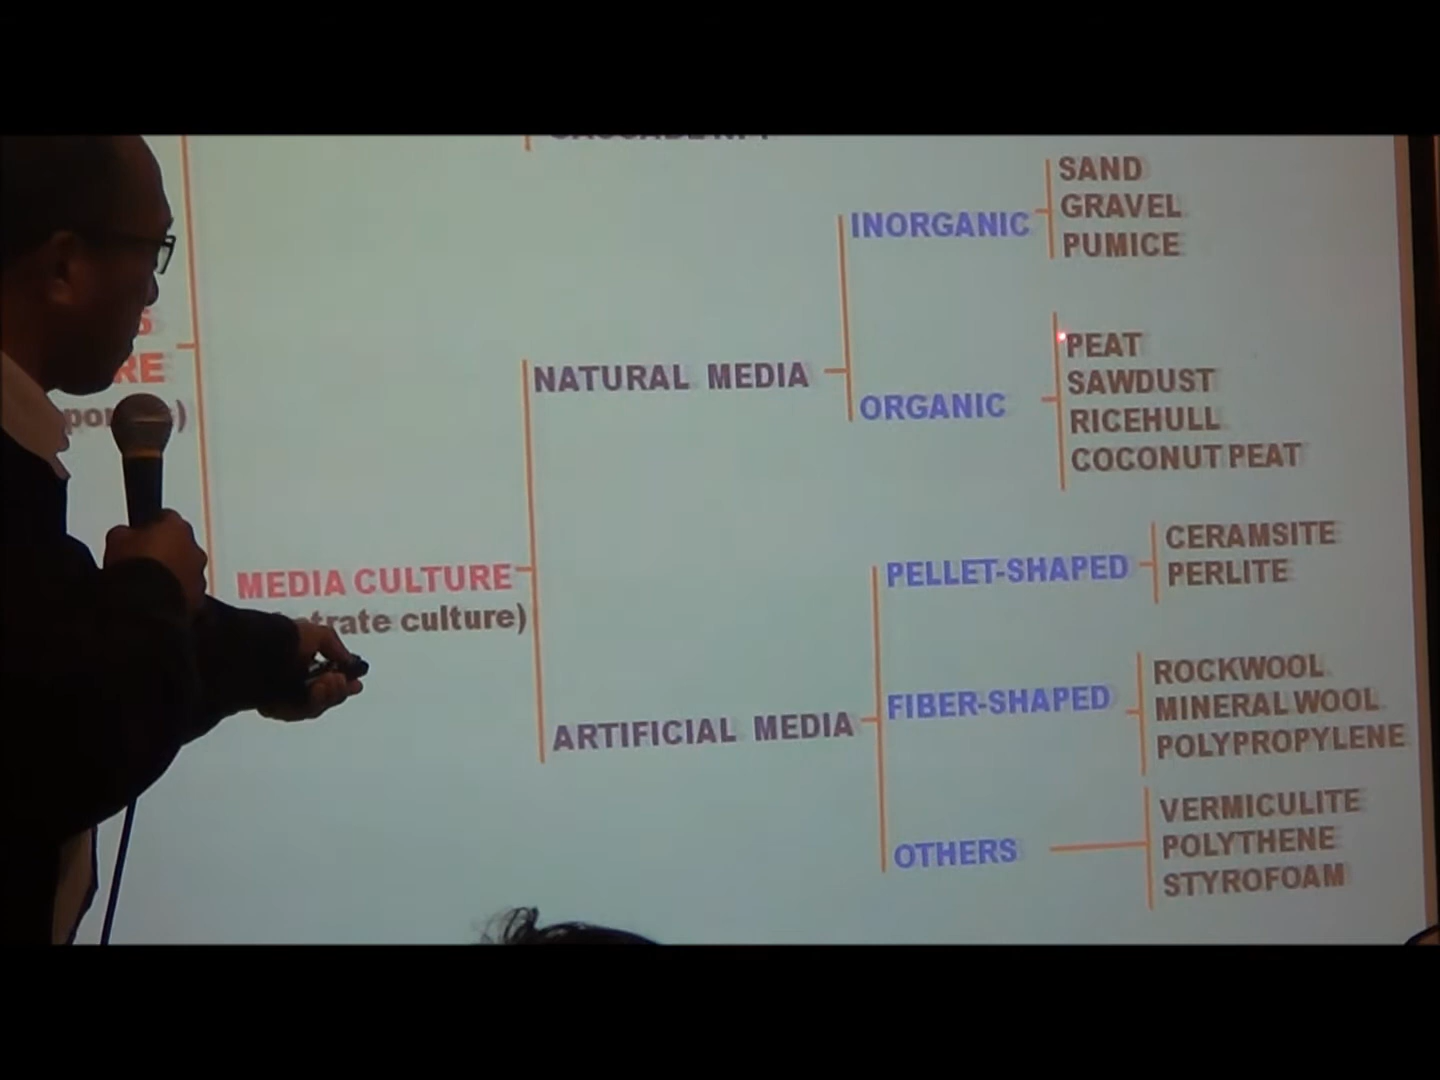 SAND
GRAVEL
PUMICE
INORGANIC
NATURAL MEDIA
ORGANIC
PEAT
SAWDUST
RICEHULL
COCONUT PEAT
MEDIA CULTURE
culture)
PELLET-SHAPED
CERAMSITE
PERLITE
ARTIFICIAL MEDIA
FIBER-SHAPED
ROCKWOOL
MINERAL WOOL
POLYPROPYLENE
OTHERS
VERMICULITE
POLYTHENE
STYROFOAM